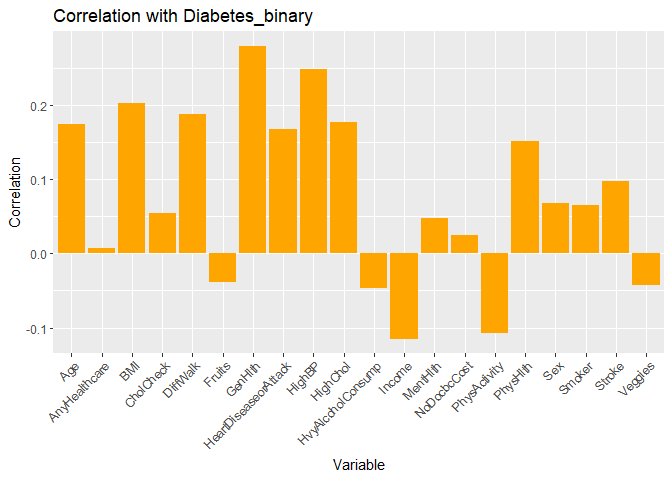 Correlation with Diabetes_binary
Correlation
0.2
0.1
0.0
-0.1
Age
AnyHealthcare
BMI
CholCheck
DiffWalk
Fruits
GenHlth
HeartDiseaseorAttack
HighBP
HighChol
HvyAlcoholConsump
Income
MentHlth
NoDocbcCost
PhysActivity
PhysHlth
Sex
Smoker
Stroke
Veggies
Variable